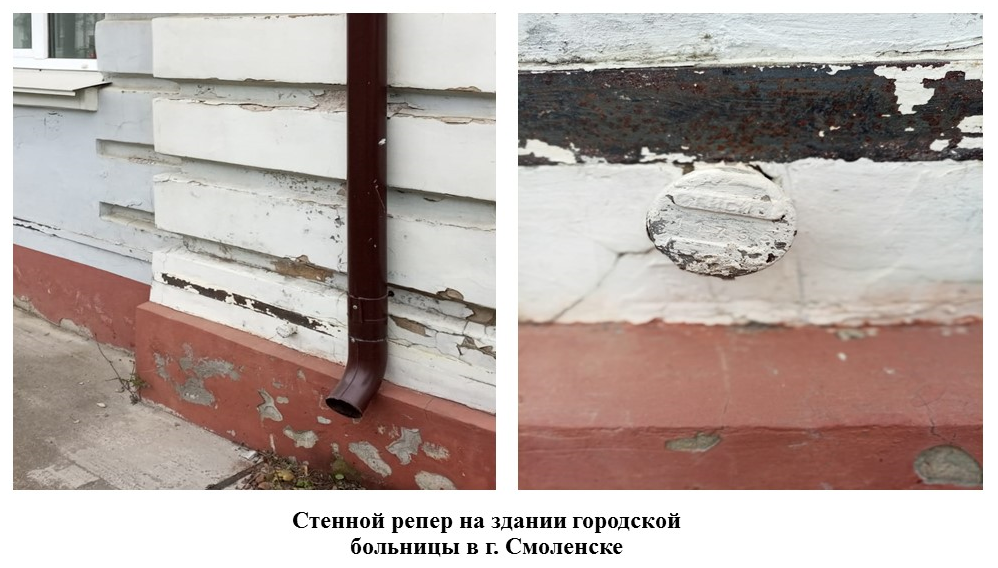 Стенной репер на здании городской
больницы в г. Смоленске